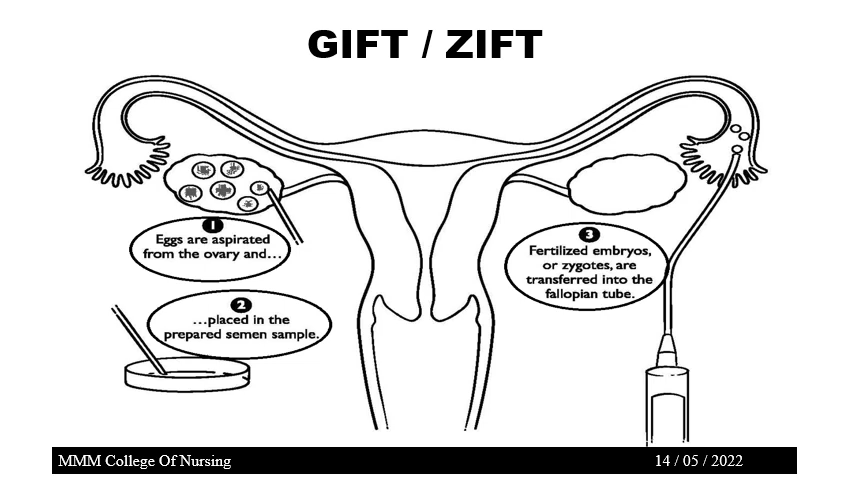 GIFT / ZIFT
1
Eggs are aspirated
from the ovary and...
2
...placed in the
prepared semen sample.
3
Fertilized embryos,
or zygotes, are
transferred into the
fallopian tube.
MMM College Of Nursing
14 / 05 / 2022